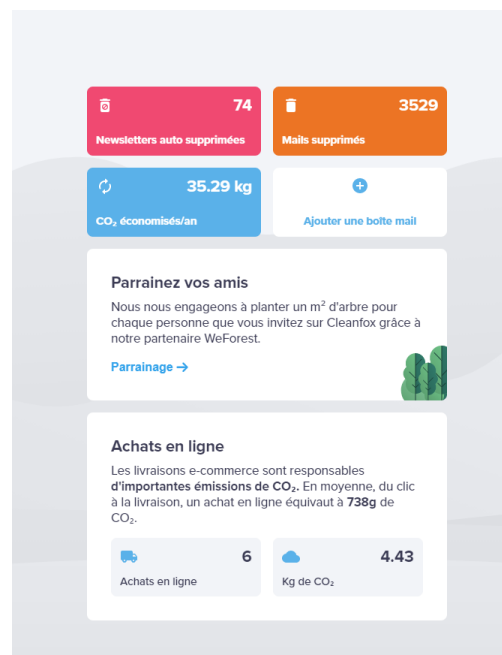 74
Newsletters auto supprimées
3529
Mails supprimés
35.29 kg
CO₂ économisés/an
Ajouter une boîte mail
Parrainez vos amis
Nous nous engageons à planter un m² d'arbre pour
chaque personne que vous invitez sur Cleanfox grâce à
notre partenaire WeForest.
Parrainage →
Achats en ligne
Les livraisons e-commerce sont responsables
d'importantes émissions de CO₂. En moyenne, du clic
à la livraison, un achat en ligne équivaut à 738g de
CO₂.
6
Achats en ligne
4.43
Kg de CO₂